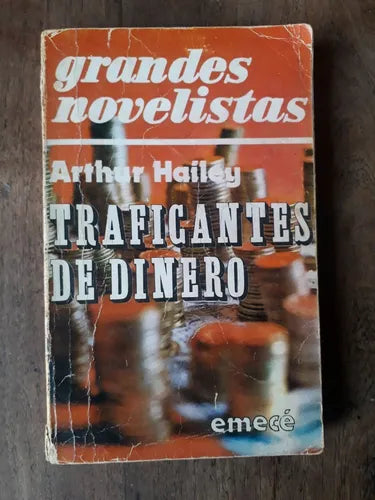 grandes
novelistas
Arthur Hailey
TRAFICANTES
DE DINERO
emecé